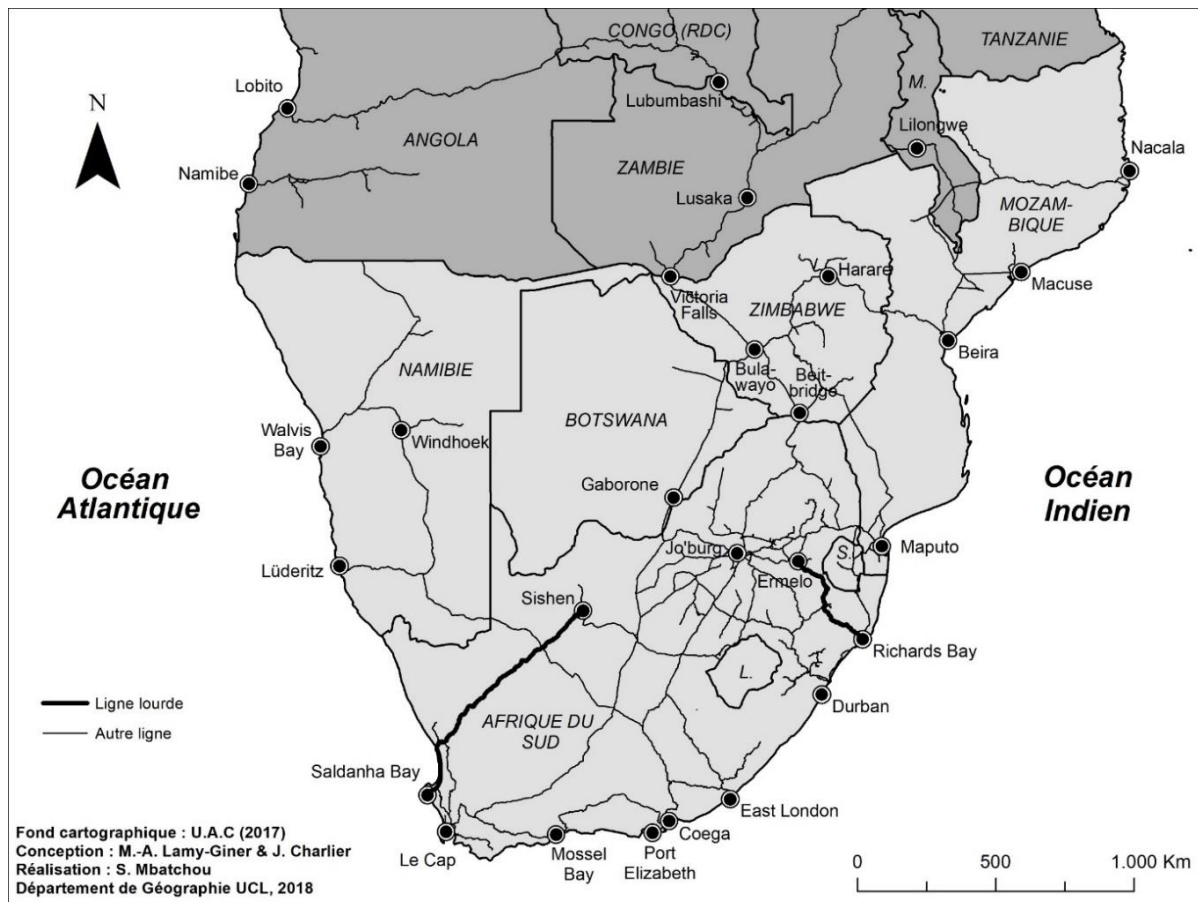 CONGO (RDC)
TANZANIE
M.
Lobito
Lubumbashi
N
Lilongwe
ANGOLA
Nacala
ZAMBIE
Namibe
Lusaka
MOZAM-
BIQUE
Harare
Macuse
Victoria
Falls
ZIMBABWE
Beira
NAMIBIE
Bula-
wayo
Beit-
bridge
BOTSWANA
Walvis
Bay
Windhoek
Océan
Atlantique
Gaborone
Océan
Indien
Jo'burg
S.
Maputo
Lüderitz
Ermelo
Sishen
Richards Bay
L.
Ligne lourde
Durban
Autre ligne
AFRIQUE DU
SUD
Saldanha Bay
East London
Coega
Le Cap
Mossel
Bay
Port
Elizabeth
Fond cartographique : U.A.C (2017)
Conception : M.-A. Lamy-Giner & J. Charlier
Réalisation : S. Mbatchou
Département de Géographie UCL, 2018
0 500 1.000 Km